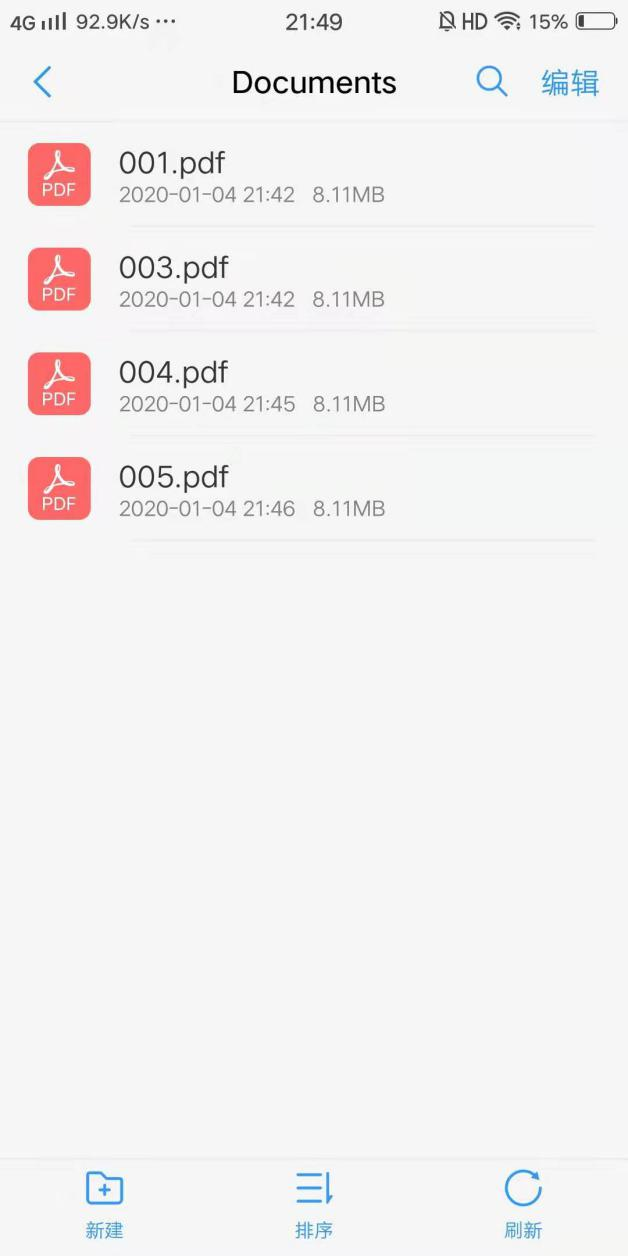 4G 92.9K/s ··· 21:49 HD 15%
Documents 编辑
PDF 001.pdf
2020-01-04 21:42 8.11MB
PDF 003.pdf
2020-01-04 21:42 8.11MB
PDF 004.pdf
2020-01-04 21:45 8.11MB
PDF 005.pdf
2020-01-04 21:46 8.11MB
新建 排序 刷新